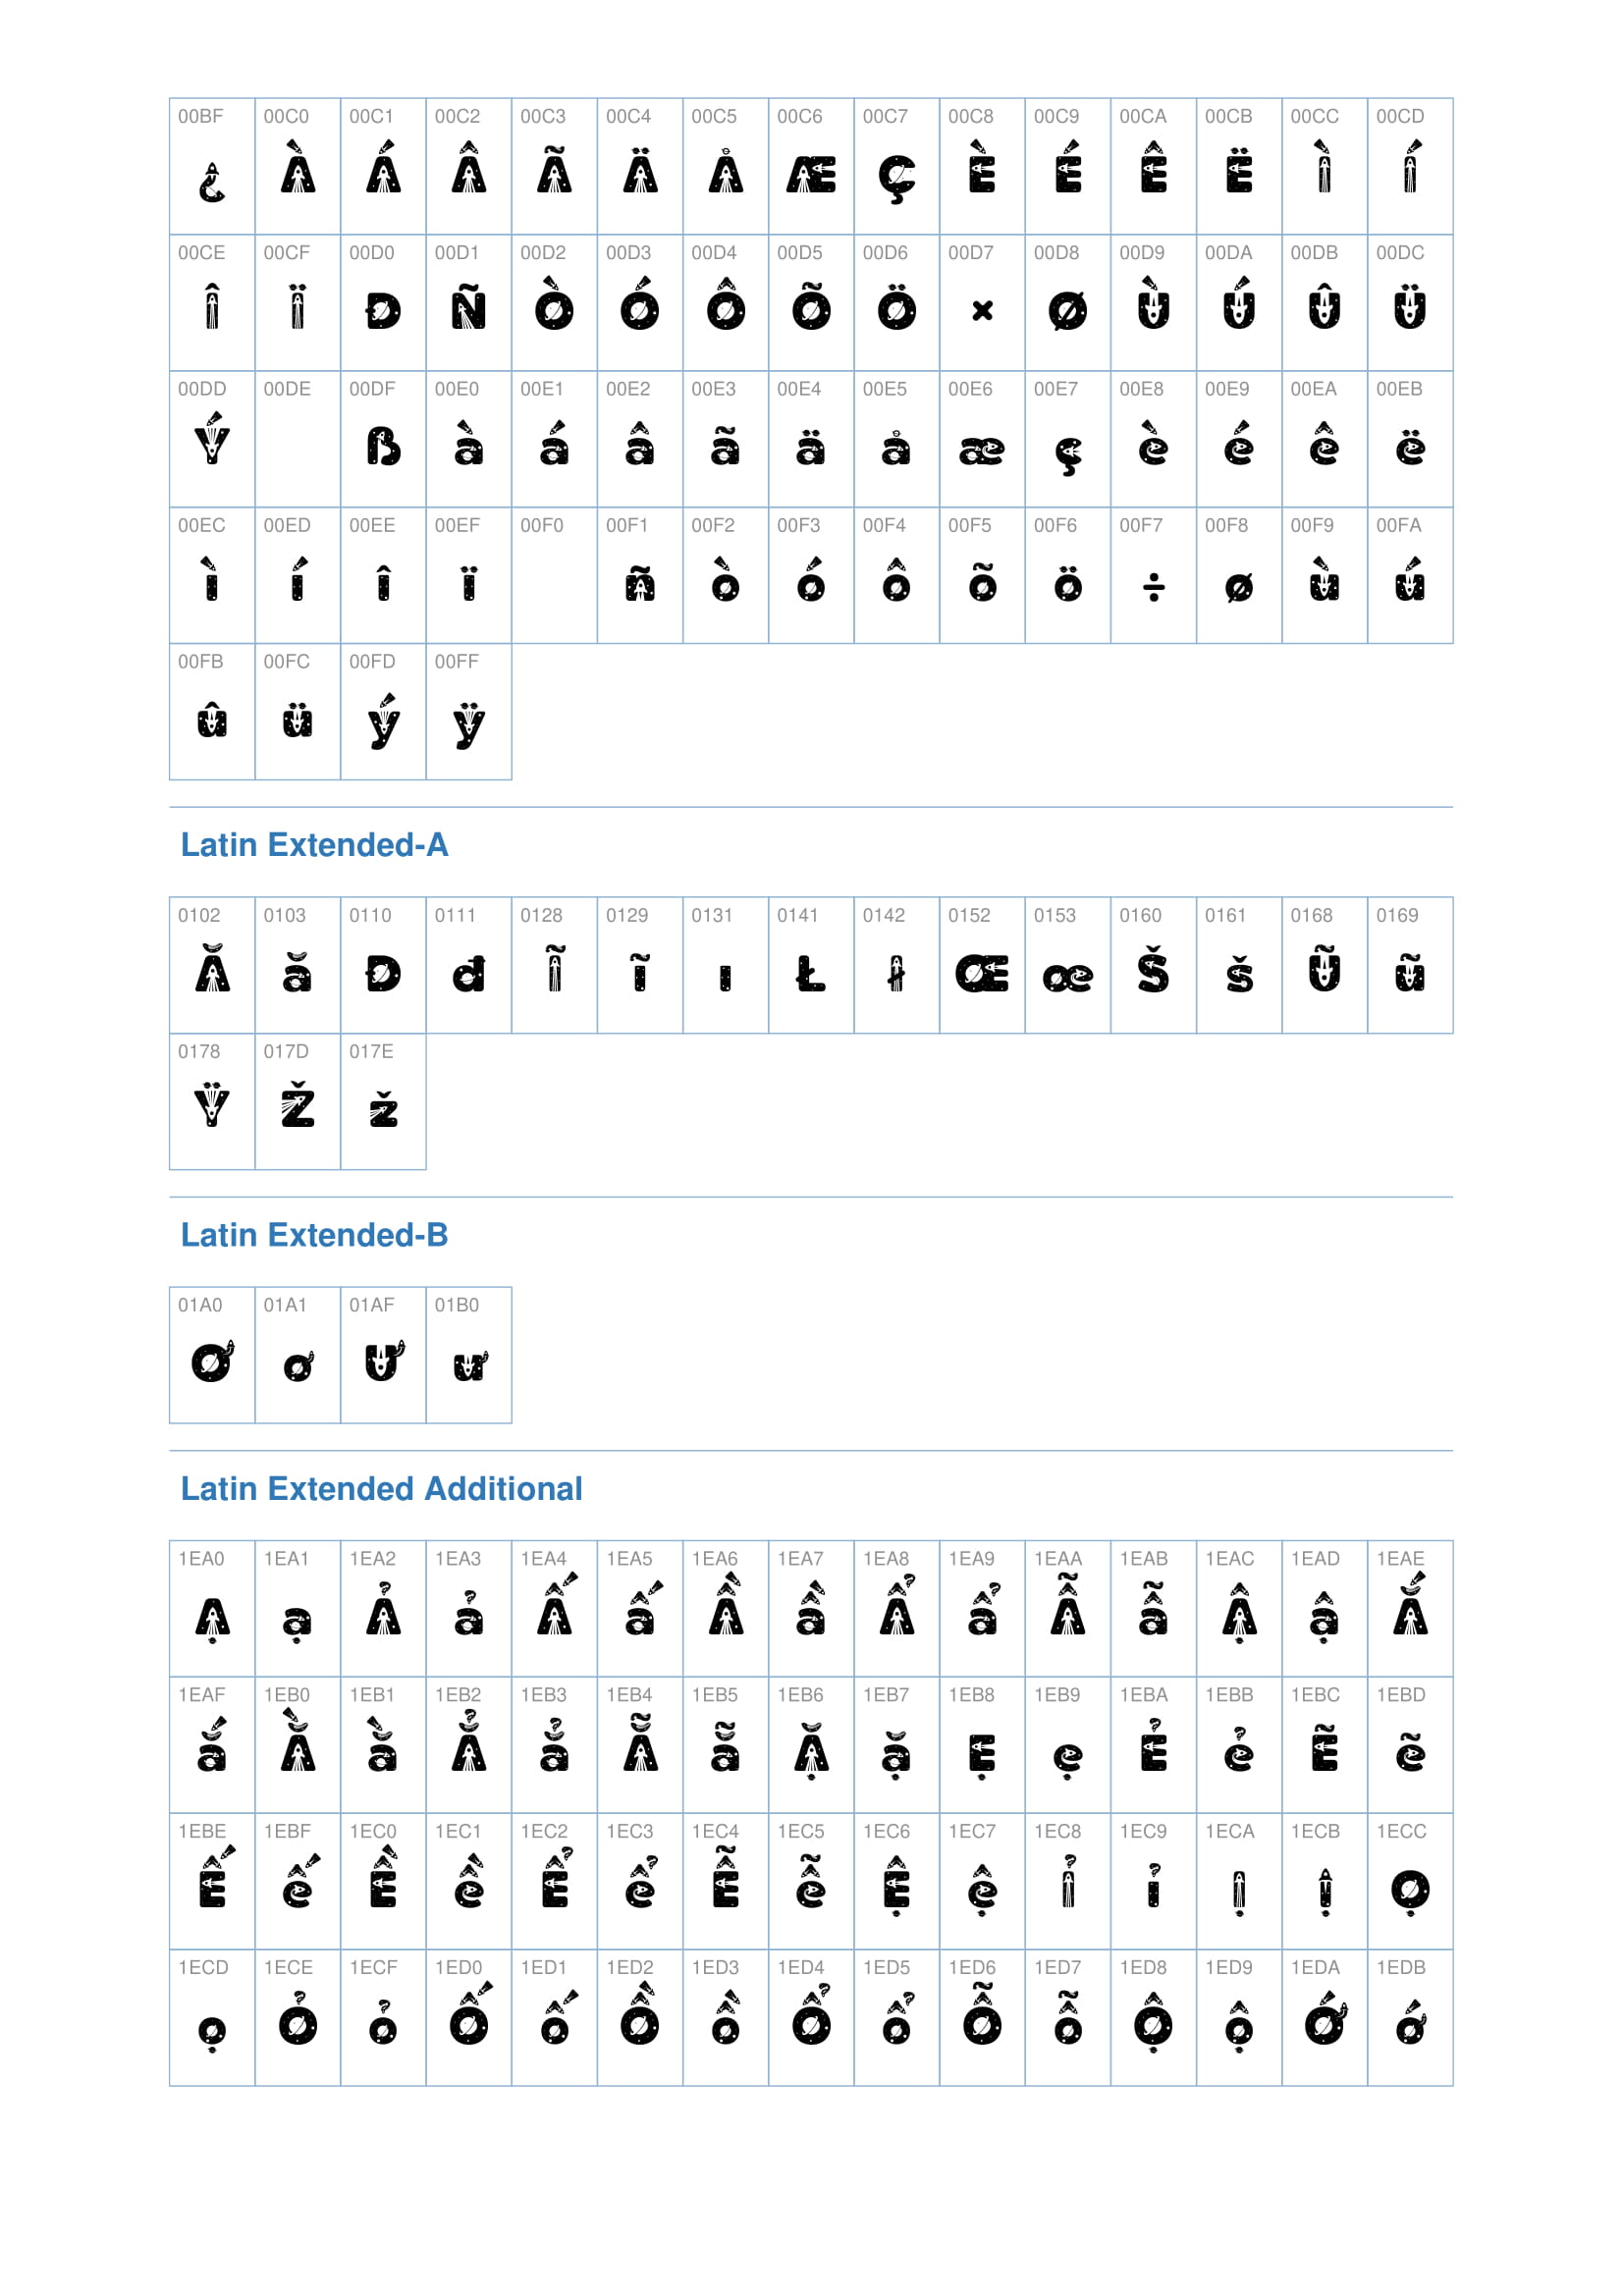 00BF 00C0 00C1 00C2 00C3 00C4 00C5 00C6 00C7 00C8 00C9 00CA 00CB 00CC 00CD
¿ À Á Â Ã Ä Å Æ Ç È É Ê Ë Ì Í
00CE 00CF 00D0 00D1 00D2 00D3 00D4 00D5 00D6 00D7 00D8 00D9 00DA 00DB 00DC
Î Ï Ð Ñ Ò Ó Ô Õ Ö × Ø Ù Ú Û Ü
00DD 00DE 00DF 00E0 00E1 00E2 00E3 00E4 00E5 00E6 00E7 00E8 00E9 00EA 00EB
Ý ß à á â ã ä å æ ç è é ê ë
00EC 00ED 00EE 00EF 00F0 00F1 00F2 00F3 00F4 00F5 00F6 00F7 00F8 00F9 00FA
ì í î ï ñ ò ó ô õ ö ÷ ø ù ú
00FB 00FC 00FD 00FF
û ü ý ÿ
Latin Extended-A
0102 0103 0110 0111 0128 0129 0131 0141 0142 0152 0153 0160 0161 0168 0169
Ă ă Đ đ Ĩ ĩ ı Ł ł Œ œ Š š Ũ ũ
0178 017D 017E
Ÿ Ž ž
Latin Extended-B
01A0 01A1 01AF 01B0
Ơ ơ Ư ư
Latin Extended Additional
1EA0 1EA1 1EA2 1EA3 1EA4 1EA5 1EA6 1EA7 1EA8 1EA9 1EAA 1EAB 1EAC 1EAD 1EAE
Ạ ạ Ả ả Ấ ấ Ầ ầ Ẩ ẩ Ẫ ẫ Ậ ậ Ắ
1EAF 1EB0 1EB1 1EB2 1EB3 1EB4 1EB5 1EB6 1EB7 1EB8 1EB9 1EBA 1EBB 1EBC 1EBD
ắ Ằ ằ Ẳ ẳ Ẵ ẵ Ặ ặ Ẹ ẹ Ẻ ẻ Ẽ ẽ
1EBE 1EBF 1EC0 1EC1 1EC2 1EC3 1EC4 1EC5 1EC6 1EC7 1EC8 1EC9 1ECA 1ECB 1ECC
Ế ế Ề ề Ể ể Ễ ễ Ệ ệ Ỉ ỉ Ị ị Ọ
1ECD 1ECE 1ECF 1ED0 1ED1 1ED2 1ED3 1ED4 1ED5 1ED6 1ED7 1ED8 1ED9 1EDA 1EDB
ọ Ỏ ỏ Ố ố Ồ ồ Ổ ổ Ỗ ỗ Ộ ộ Ớ ớ